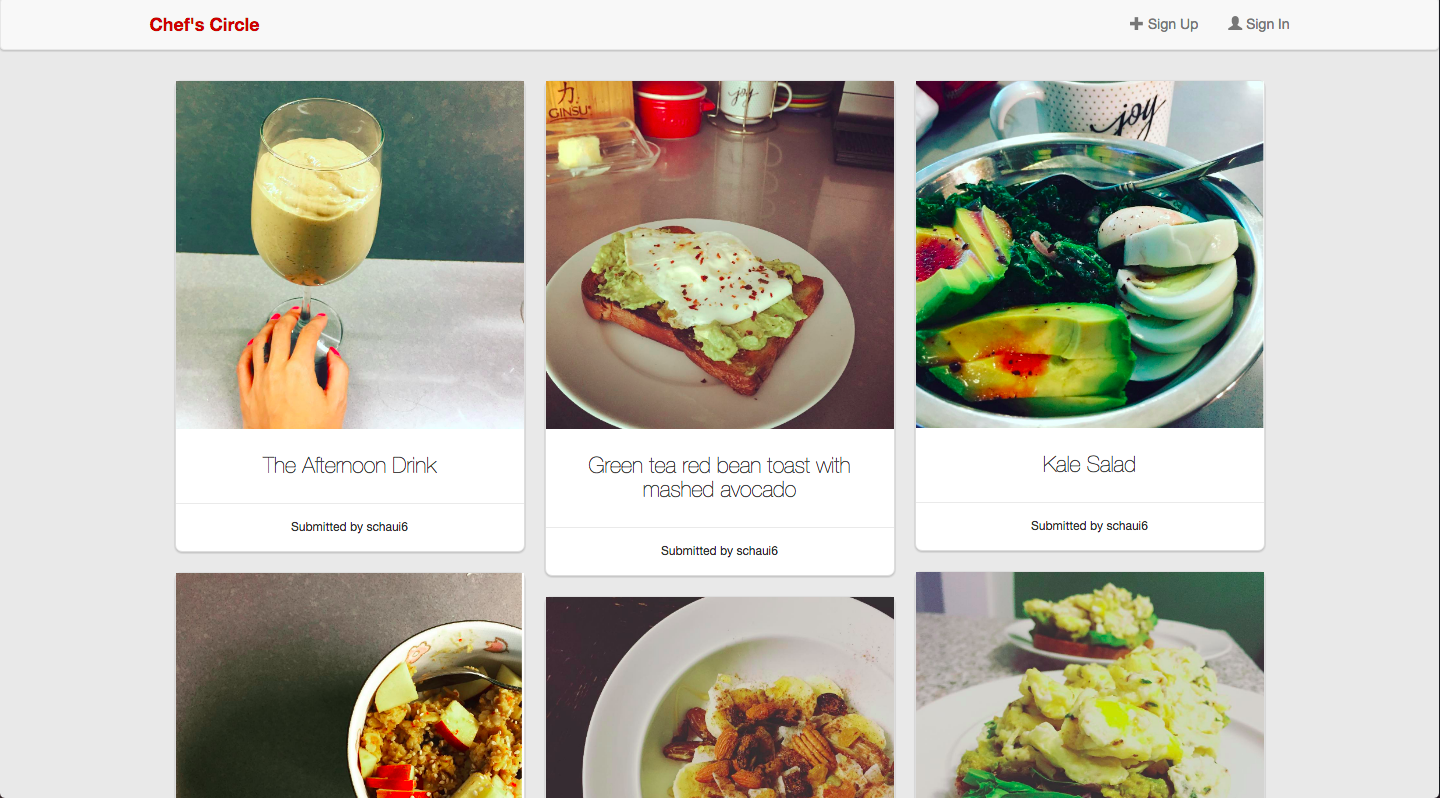 Chef's Circle
Sign Up
Sign In
力
GINSU
joy
joy
The Afternoon Drink
Green tea red bean toast with
mashed avocado
Kale Salad
Submitted by schaui6
Submitted by schaui6
Submitted by schaui6